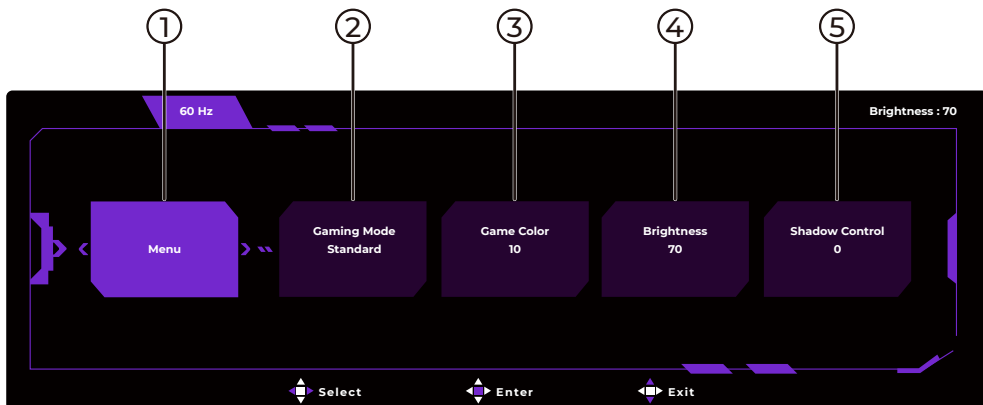 ① ② ③ ④ ⑤
60 Hz
Brightness : 70
Menu
Gaming Mode
Standard
Game Color
10
Brightness
70
Shadow Control
0
Select
Enter
Exit